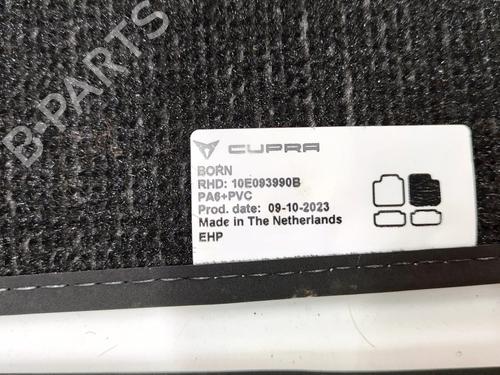 B-PARTS
CUPRA
BORN
RHD: 10E093990B
PA6+PVC
Prod. date: 09-10-2023
Made in The Netherlands
EHP